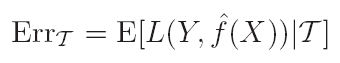 Err_𝒯 = E[L(Y, f̂(X))|𝒯]